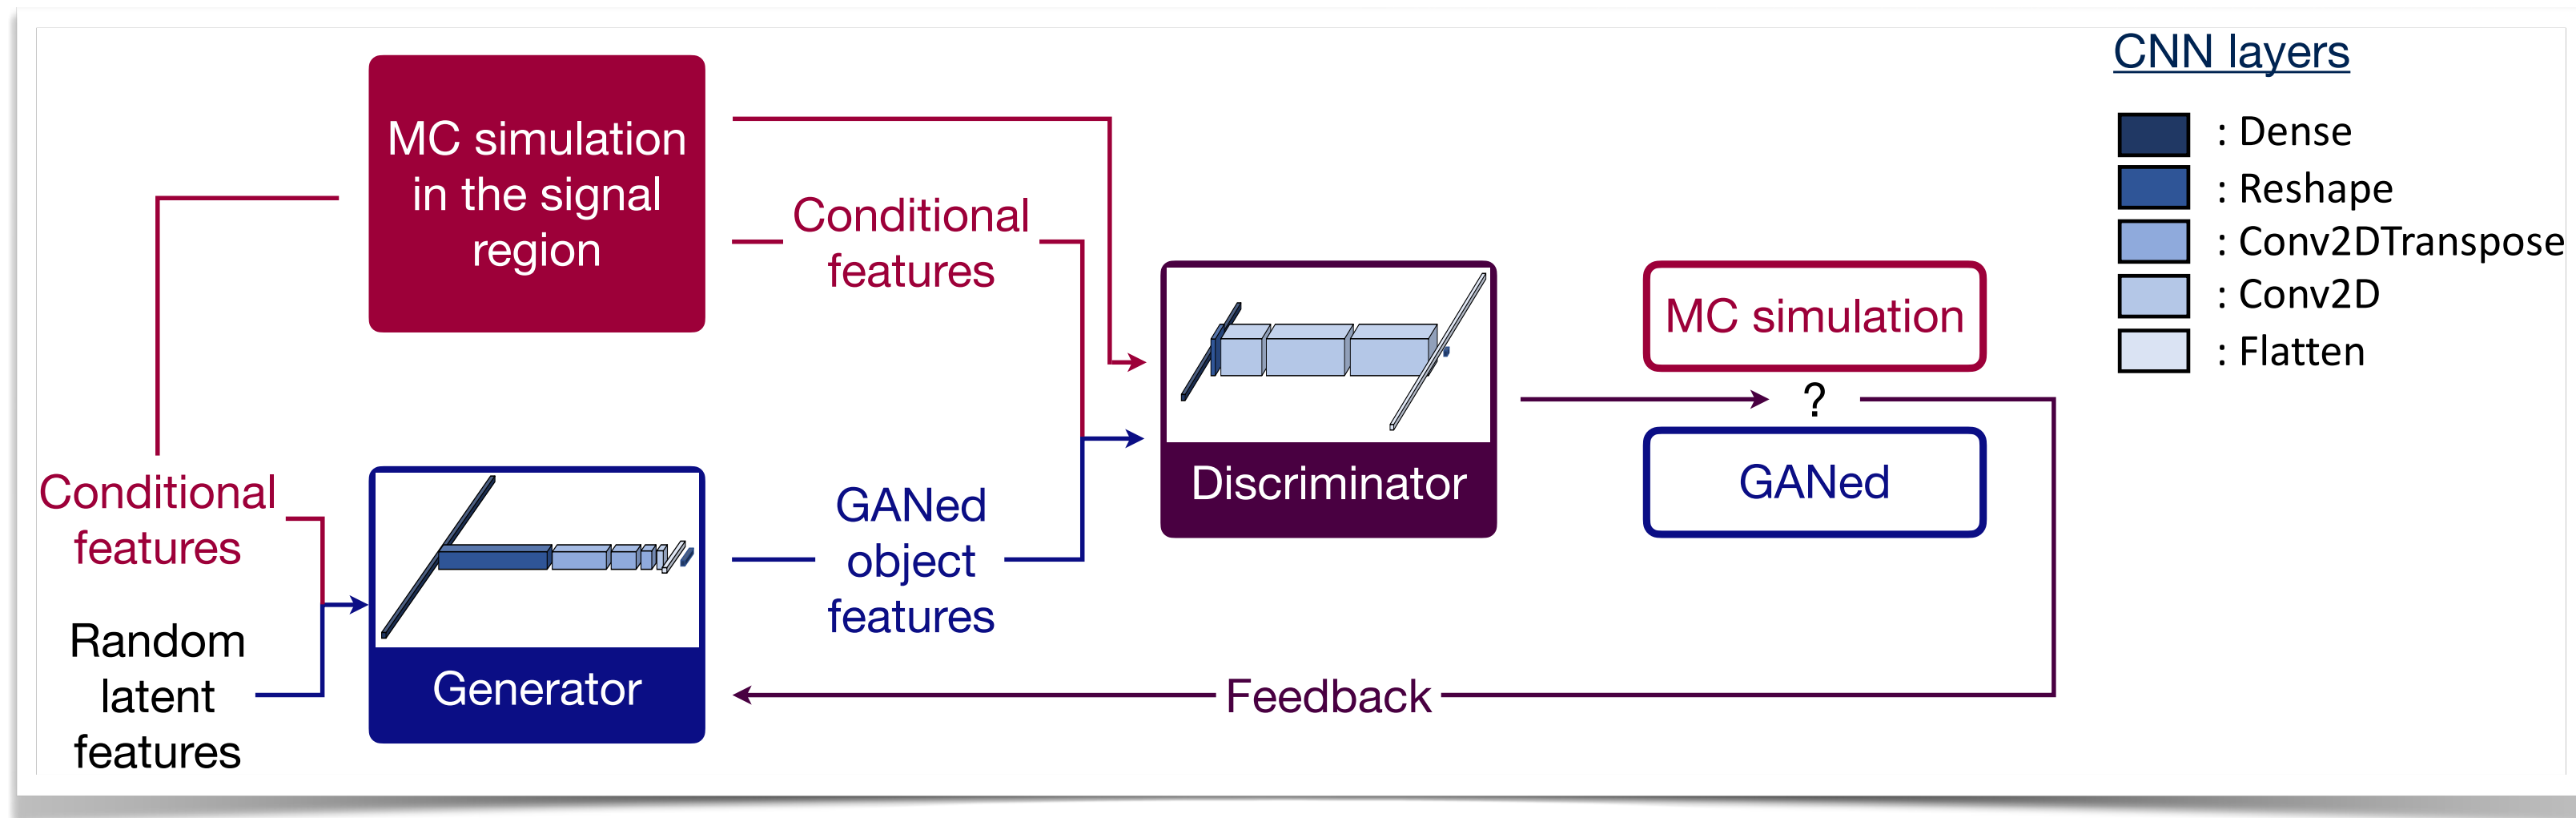 MC simulation
in the signal
region
Conditional
features
Conditional
features
Random
latent
features
Generator
GANed
object
features
Discriminator
MC simulation
?
GANed
Feedback
CNN layers
: Dense
: Reshape
: Conv2DTranspose
: Conv2D
: Flatten